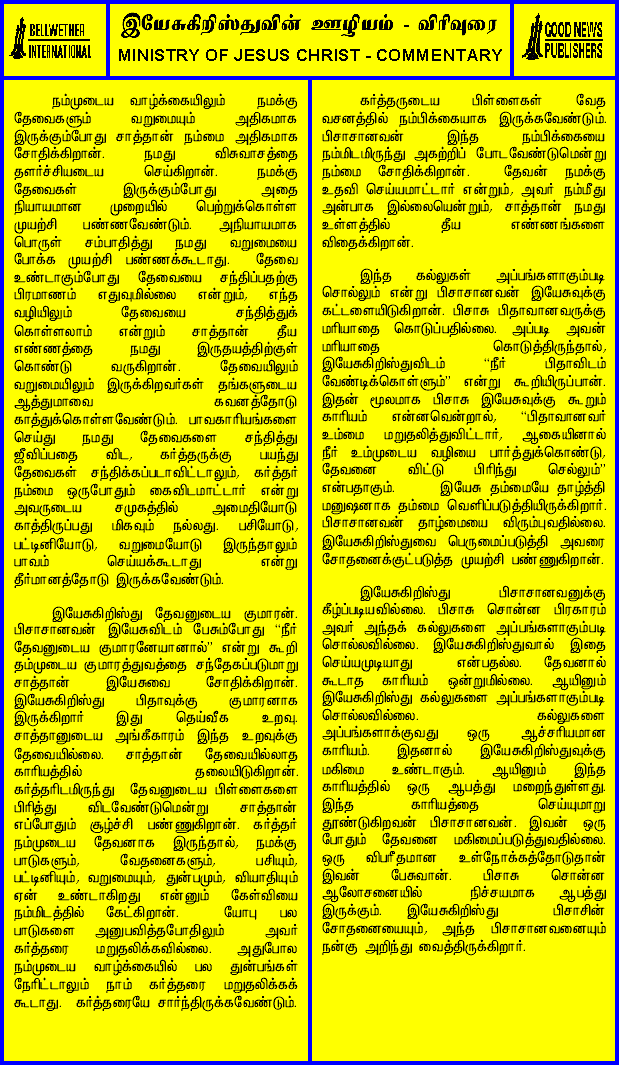 BELLWETHER
INTERNATIONAL
இயேசுகிறிஸ்துவின் ஊழியம் - விரிவுரை
MINISTRY OF JESUS CHRIST - COMMENTARY
GOOD NEWS
PUBLISHERS
நம்முடைய வாழ்க்கையிலும் நமக்கு
தேவைகளும் வறுமையும் அதிகமாக
இருக்கும்போது சாத்தான் நம்மை அதிகமாக
சோதிக்கிறான். நமது விசுவாசத்தை
தளர்ச்சியடைய செய்கிறான். நமக்கு
தேவைகள் இருக்கும்போது அதை
நியாயமான முறையில் பெற்றுக்கொள்ள
முயற்சி பண்ணவேண்டும். அநியாயமாக
பொருள் சம்பாதித்து நமது வறுமையை
போக்க முயற்சி பண்ணக்கூடாது. தேவை
உண்டாகும்போது தேவையை சந்திப்பதற்கு
பிரமாணம் எதுவுமில்லை என்றும், எந்த
வழியிலும் தேவையை சந்தித்துக்
கொள்ளலாம் என்றும் சாத்தான் தீய
எண்ணத்தை நமது இருதயத்திற்குள்
கொண்டு வருகிறான். தேவையிலும்
வறுமையிலும் இருக்கிறவர்கள் தங்களுடைய
ஆத்துமாவை கவனத்தோடு
காத்துக்கொள்ளவேண்டும். பாவகாரியங்களை
செய்து நமது தேவைகளை சந்தித்து
ஜீவிப்பதை விட, கர்த்தருக்கு பயந்து
தேவைகள் சந்திக்கப்படாவிட்டாலும், கர்த்தர்
நம்மை ஒருபோதும் கைவிடமாட்டார் என்று
அவருடைய சமுகத்தில் அமைதியோடு
காத்திருப்பது மிகவும் நல்லது. பசியோடு,
பட்டினியோடு, வறுமையோடு இருந்தாலும்
பாவம் செய்யக்கூடாது என்று
தீர்மானத்தோடு இருக்கவேண்டும்.
இயேசுகிறிஸ்து தேவனுடைய குமாரன்.
பிசாசானவன் இயேசுவிடம் பேசும்போது "நீர்
தேவனுடைய குமாரனேயானால்" என்று கூறி
தம்முடைய குமாரத்துவத்தை சந்தேகப்படுமாறு
சாத்தான் இயேசுவை சோதிக்கிறான்.
இயேசுகிறிஸ்து பிதாவுக்கு குமாரனாக
இருக்கிறார் இது தெய்வீக உறவு.
சாத்தானுடைய அங்கீகாரம் இந்த உறவுக்கு
தேவையில்லை. சாத்தான் தேவையில்லாத
காரியத்தில் தலையிடுகிறான்.
கர்த்தரிடமிருந்து தேவனுடைய பிள்ளைகளை
பிரித்து விடவேண்டுமென்று சாத்தான்
எப்போதும் சூழ்ச்சி பண்ணுகிறான். கர்த்தர்
நம்முடைய தேவனாக இருந்தால், நமக்கு
பாடுகளும், வேதனைகளும், பசியும்,
பட்டினியும், வறுமையும், துன்பமும், வியாதியும்
ஏன் உண்டாகிறது என்னும் கேள்வியை
நம்மிடத்தில் கேட்கிறான். யோபு பல
பாடுகளை அனுபவித்தபோதிலும் அவர்
கர்த்தரை மறுதலிக்கவில்லை. அதுபோல
நம்முடைய வாழ்க்கையில் பல துன்பங்கள்
நேரிட்டாலும் நாம் கர்த்தரை மறுதலிக்கக்
கூடாது. கர்த்தரையே சார்ந்திருக்கவேண்டும்.
கர்த்தருடைய பிள்ளைகள் வேத
வசனத்தில் நம்பிக்கையாக இருக்கவேண்டும்.
பிசாசானவன் இந்த நம்பிக்கையை
நம்மிடமிருந்து அகற்றிப் போடவேண்டுமென்று
நம்மை சோதிக்கிறான். தேவன் நமக்கு
உதவி செய்யமாட்டார் என்றும், அவர் நம்மீது
அன்பாக இல்லையென்றும், சாத்தான் நமது
உள்ளத்தில் தீய எண்ணங்களை
விதைக்கிறான்.
இந்த கல்லுகள் அப்பங்களாகும்படி
சொல்லும் என்று பிசாசானவன் இயேசுவுக்கு
கட்டளையிடுகிறான். பிசாசு பிதாவானவருக்கு
மரியாதை கொடுப்பதில்லை. அப்படி அவன்
மரியாதை கொடுத்திருந்தால்,
இயேசுகிறிஸ்துவிடம் "நீர் பிதாவிடம்
வேண்டிக்கொள்ளும்" என்று கூறியிருப்பான்.
இதன் மூலமாக பிசாசு இயேசுவுக்கு கூறும்
காரியம் என்னவென்றால், "பிதாவானவர்
உம்மை மறுதலித்துவிட்டார், ஆகையினால்
நீர் உம்முடைய வழியை பார்த்துக்கொண்டு,
தேவனை விட்டு பிரிந்து செல்லும்"
என்பதாகும். இயேசு தம்மையே தாழ்த்தி
மனுஷனாக தம்மை வெளிப்படுத்தியிருக்கிறார்.
பிசாசானவன் தாழ்மையை விரும்புவதில்லை.
இயேசுகிறிஸ்துவை பெருமைப்படுத்தி அவரை
சோதனைக்குட்படுத்த முயற்சி பண்ணுகிறான்.
இயேசுகிறிஸ்து பிசாசானவனுக்கு
கீழ்ப்படியவில்லை. பிசாசு சொன்ன பிரகாரம்
அவர் அந்தக் கல்லுகளை அப்பங்களாகும்படி
சொல்லவில்லை. இயேசுகிறிஸ்துவால் இதை
செய்யமுடியாது என்பதல்ல. தேவனால்
கூடாத காரியம் ஒன்றுமில்லை. ஆயினும்
இயேசுகிறிஸ்து கல்லுகளை அப்பங்களாகும்படி
சொல்லவில்லை. கல்லுகளை
அப்பங்களாக்குவது ஒரு ஆச்சரியமான
காரியம். இதனால் இயேசுகிறிஸ்துவுக்கு
மகிமை உண்டாகும். ஆயினும் இந்த
காரியத்தில் ஒரு ஆபத்து மறைந்துள்ளது.
இந்த காரியத்தை செய்யுமாறு
தூண்டுகிறவன் பிசாசானவன். இவன் ஒரு
போதும் தேவனை மகிமைப்படுத்துவதில்லை.
ஒரு விபரீதமான உள்நோக்கத்தோடுதான்
இவன் பேசுவான். பிசாசு சொன்ன
ஆலோசனையில் நிச்சயமாக ஆபத்து
இருக்கும். இயேசுகிறிஸ்து பிசாசின்
சோதனையையும், அந்த பிசாசானவனையும்
நன்கு அறிந்து வைத்திருக்கிறார்.